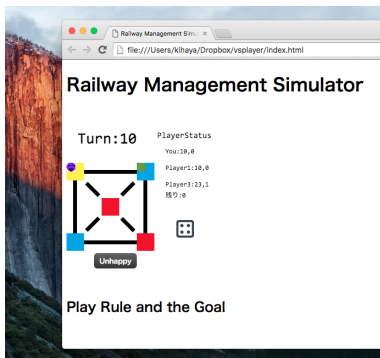 Railway Management Simu
file:///Users/kihaya/Dropbox/vsplayer/index.html
Railway Management Simulator
Turn:10
PlayerStatus
You:10,0
Player1:10,0
Player3:23,1
残り:0
Unhappy
Play Rule and the Goal